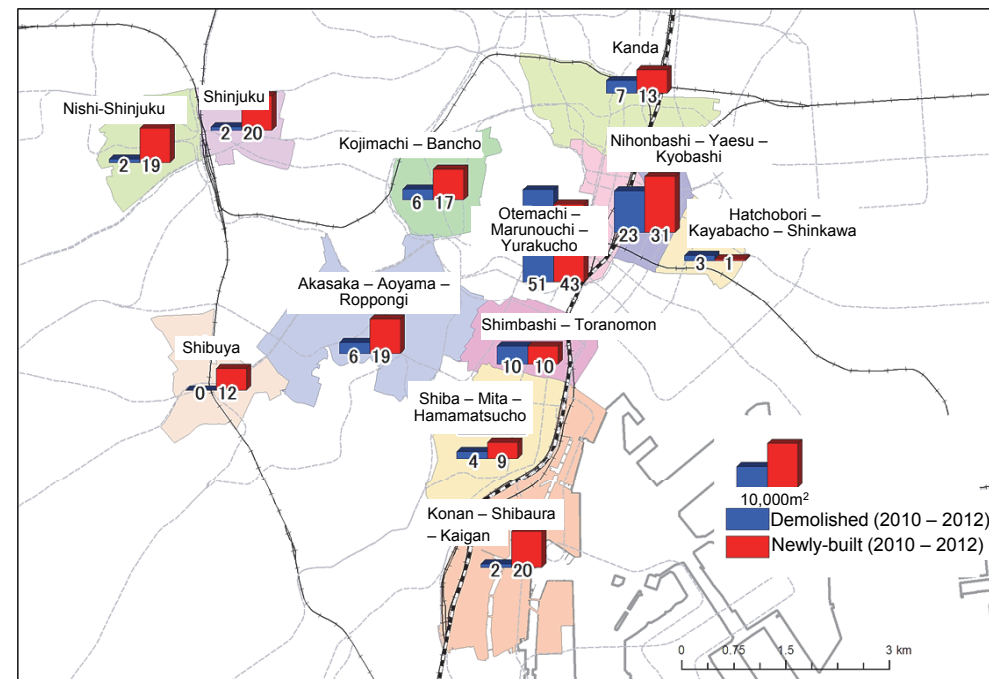 Kanda
7 13
Nishi-Shinjuku
2 19
Shinjuku
2 20
Kojimachi – Bancho
6 17
Nihonbashi – Yaesu –
Kyobashi
23 31
Otemachi –
Marunouchi –
Yurakucho
51 43
Hatchobori –
Kayabacho – Shinkawa
3 1
Akasaka – Aoyama –
Roppongi
6 19
Shimbashi – Toranomon
10 10
Shibuya
0 12
Shiba – Mita –
Hamamatsucho
4 9
Konan – Shibaura
– Kaigan
2 20
10,000m²
Demolished (2010 – 2012)
Newly-built (2010 – 2012)
0 0.75 1.5 3 km